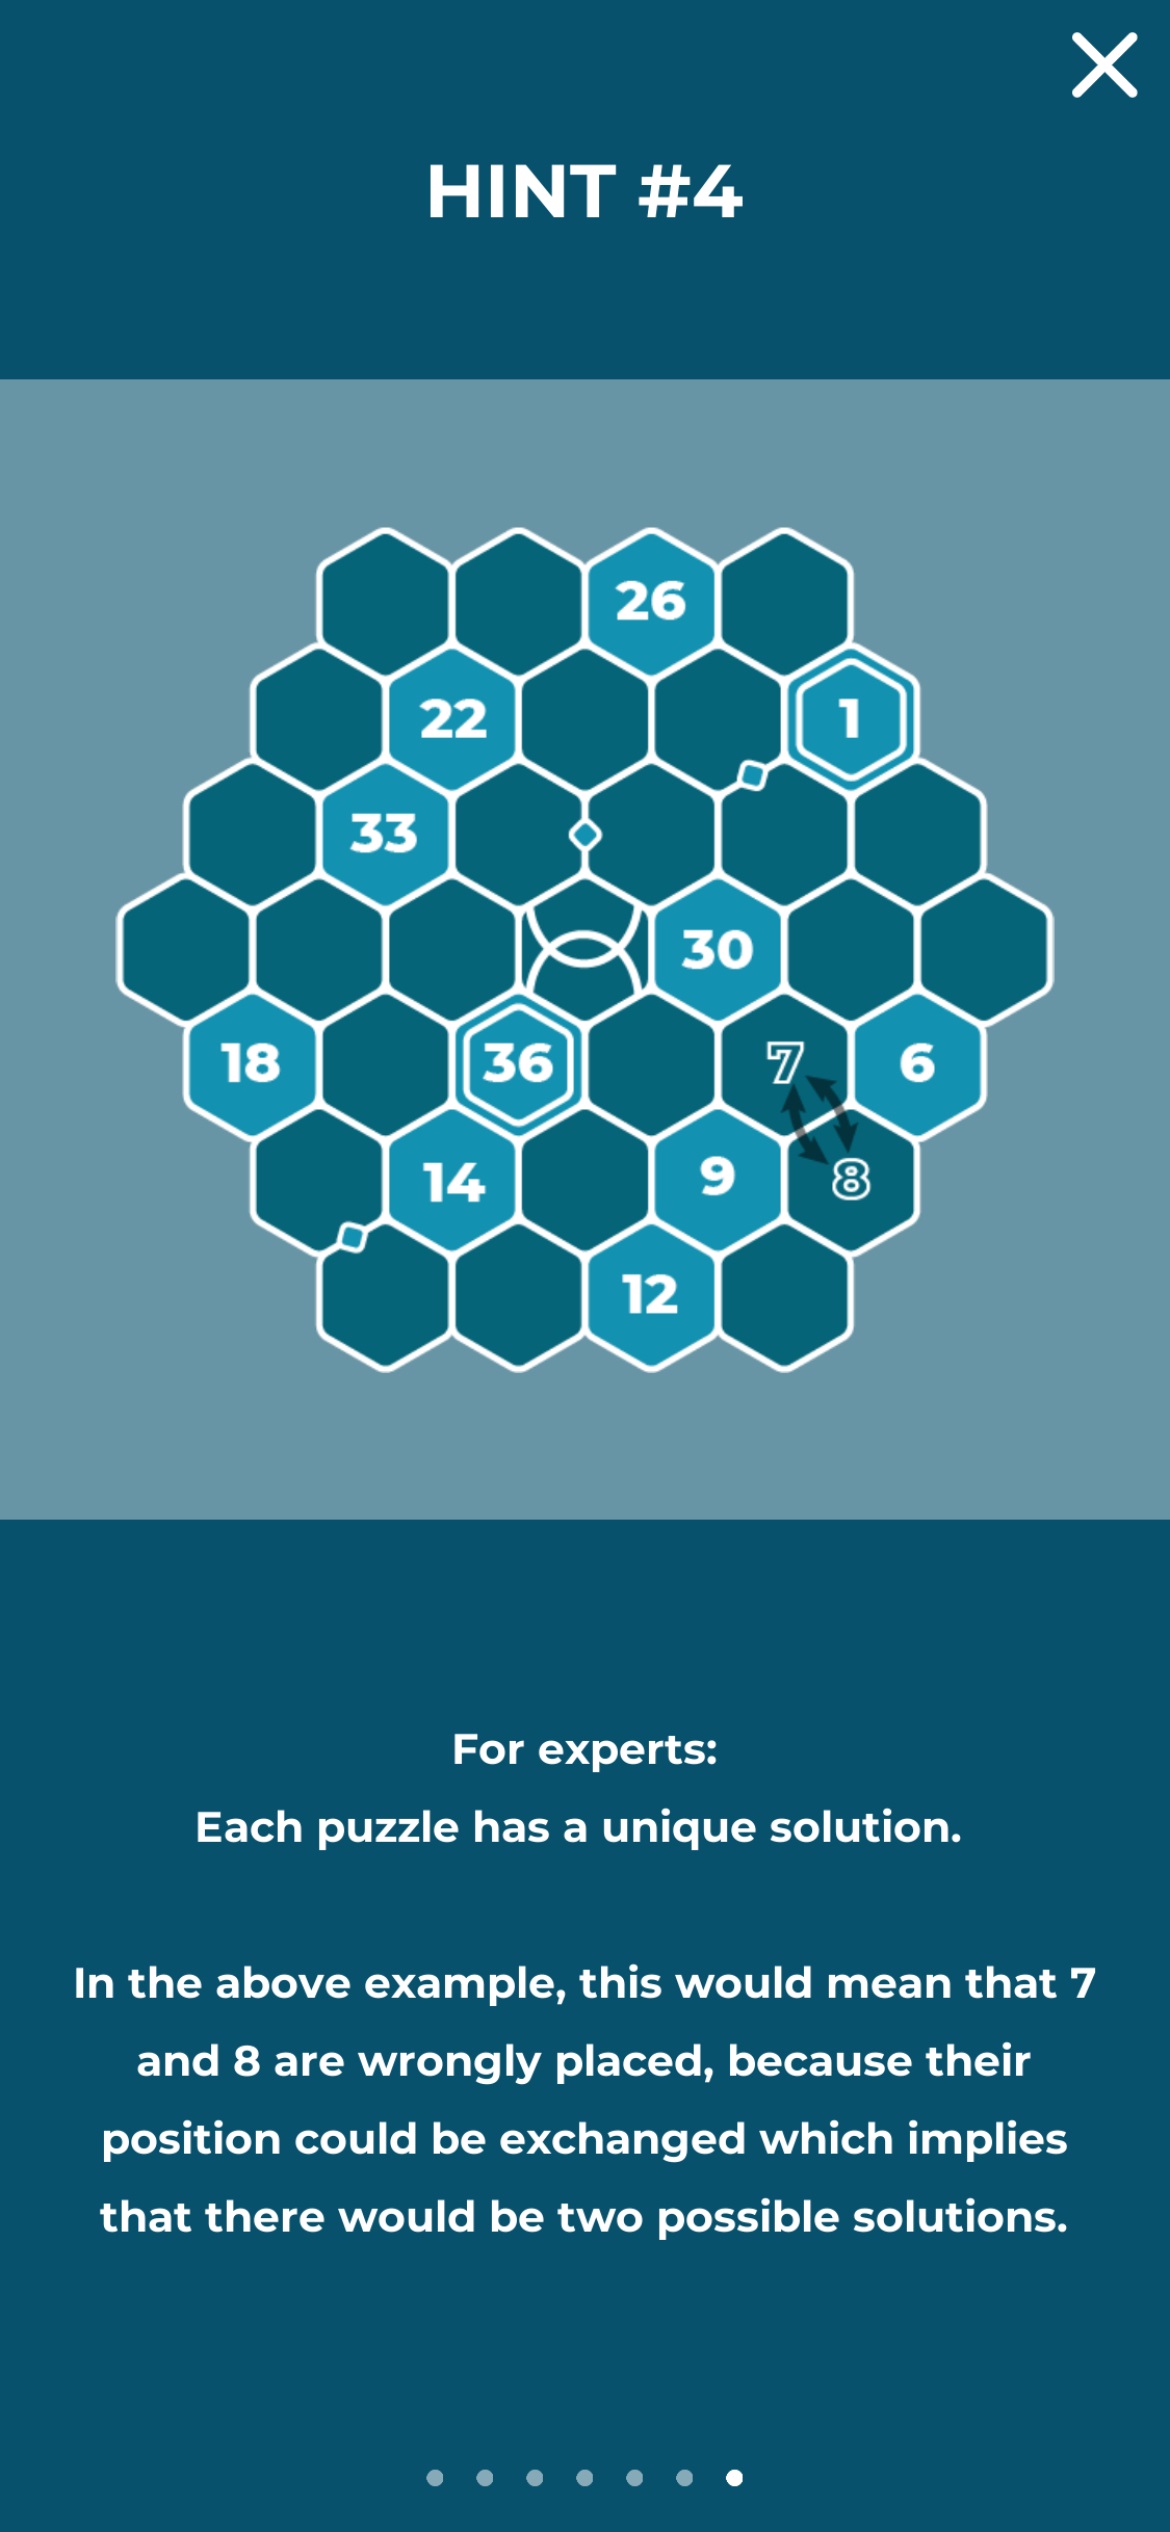 HINT #4
26
22
1
33
30
18
36
7
6
14
9
8
12
For experts:
Each puzzle has a unique solution.
In the above example, this would mean that 7
and 8 are wrongly placed, because their
position could be exchanged which implies
that there would be two possible solutions.